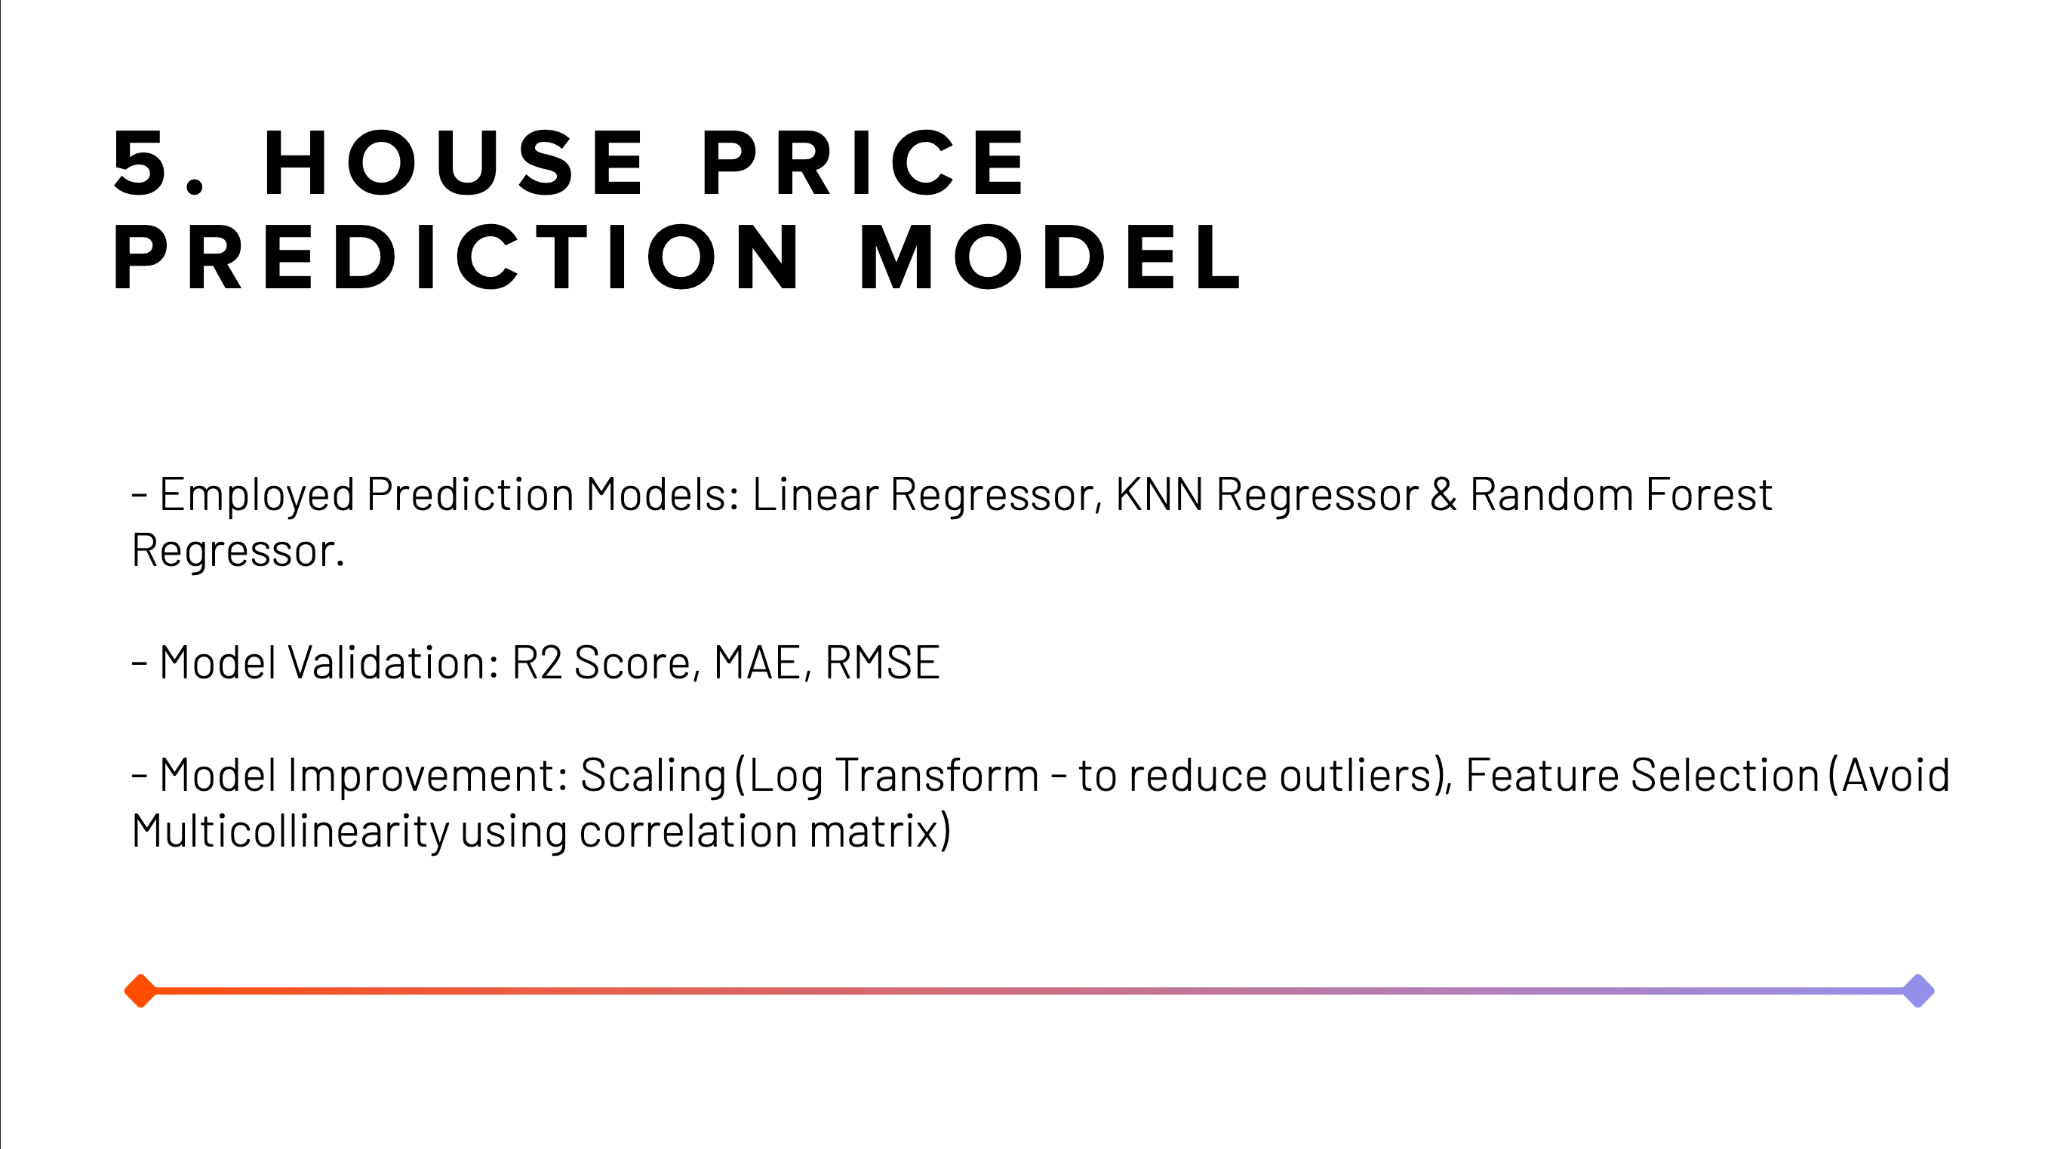 5. HOUSE PRICE
PREDICTION MODEL
- Employed Prediction Models: Linear Regressor, KNN Regressor & Random Forest
Regressor.
- Model Validation: R2 Score, MAE, RMSE
- Model Improvement: Scaling (Log Transform - to reduce outliers), Feature Selection (Avoid
Multicollinearity using correlation matrix)